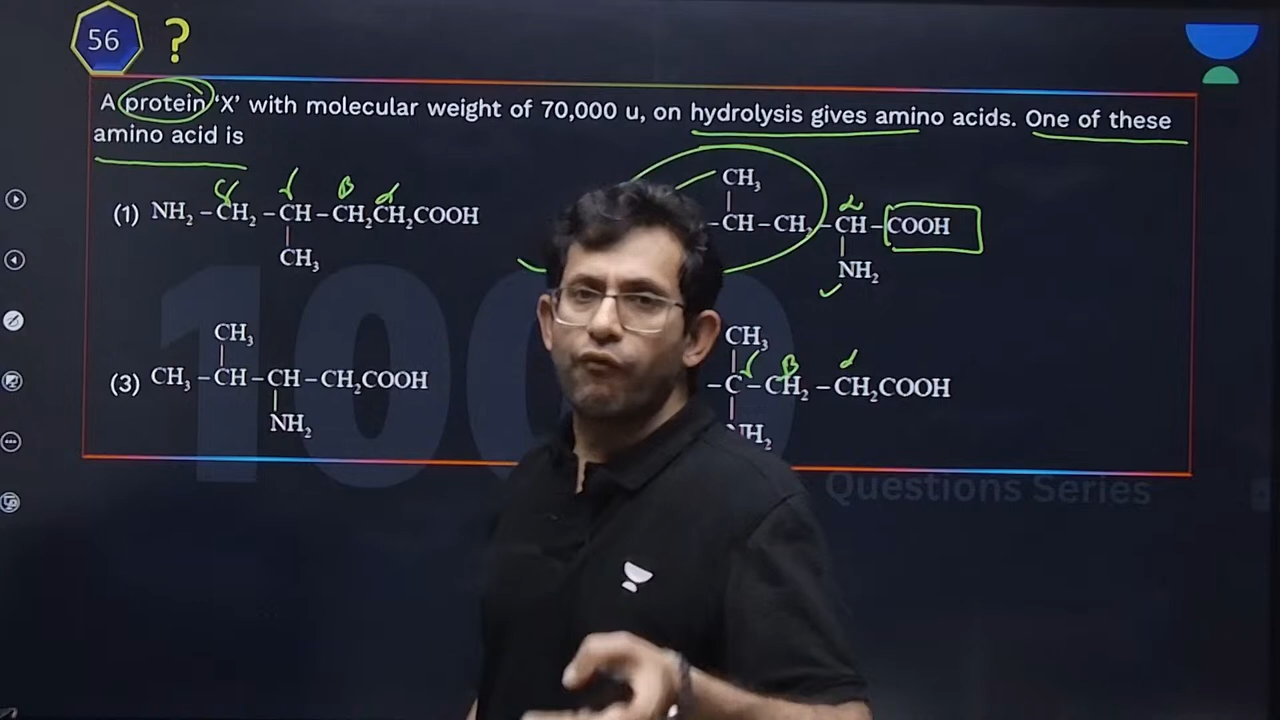 56 ?
A protein 'X' with molecular weight of 70,000 u, on hydrolysis gives amino acids. One of these
amino acid is
(1) NH₂ – CH₂ – CH – CH₂CH₂COOH
CH₃
δ γ β α
CH₃
– CH – CH₂ – CH – COOH
NH₂
α
(3) CH₃ – CH – CH – CH₂COOH
CH₃
NH₂
CH₃
– C – CH₂ – CH₂COOH
NH₂
γ β α
100
Questions Series